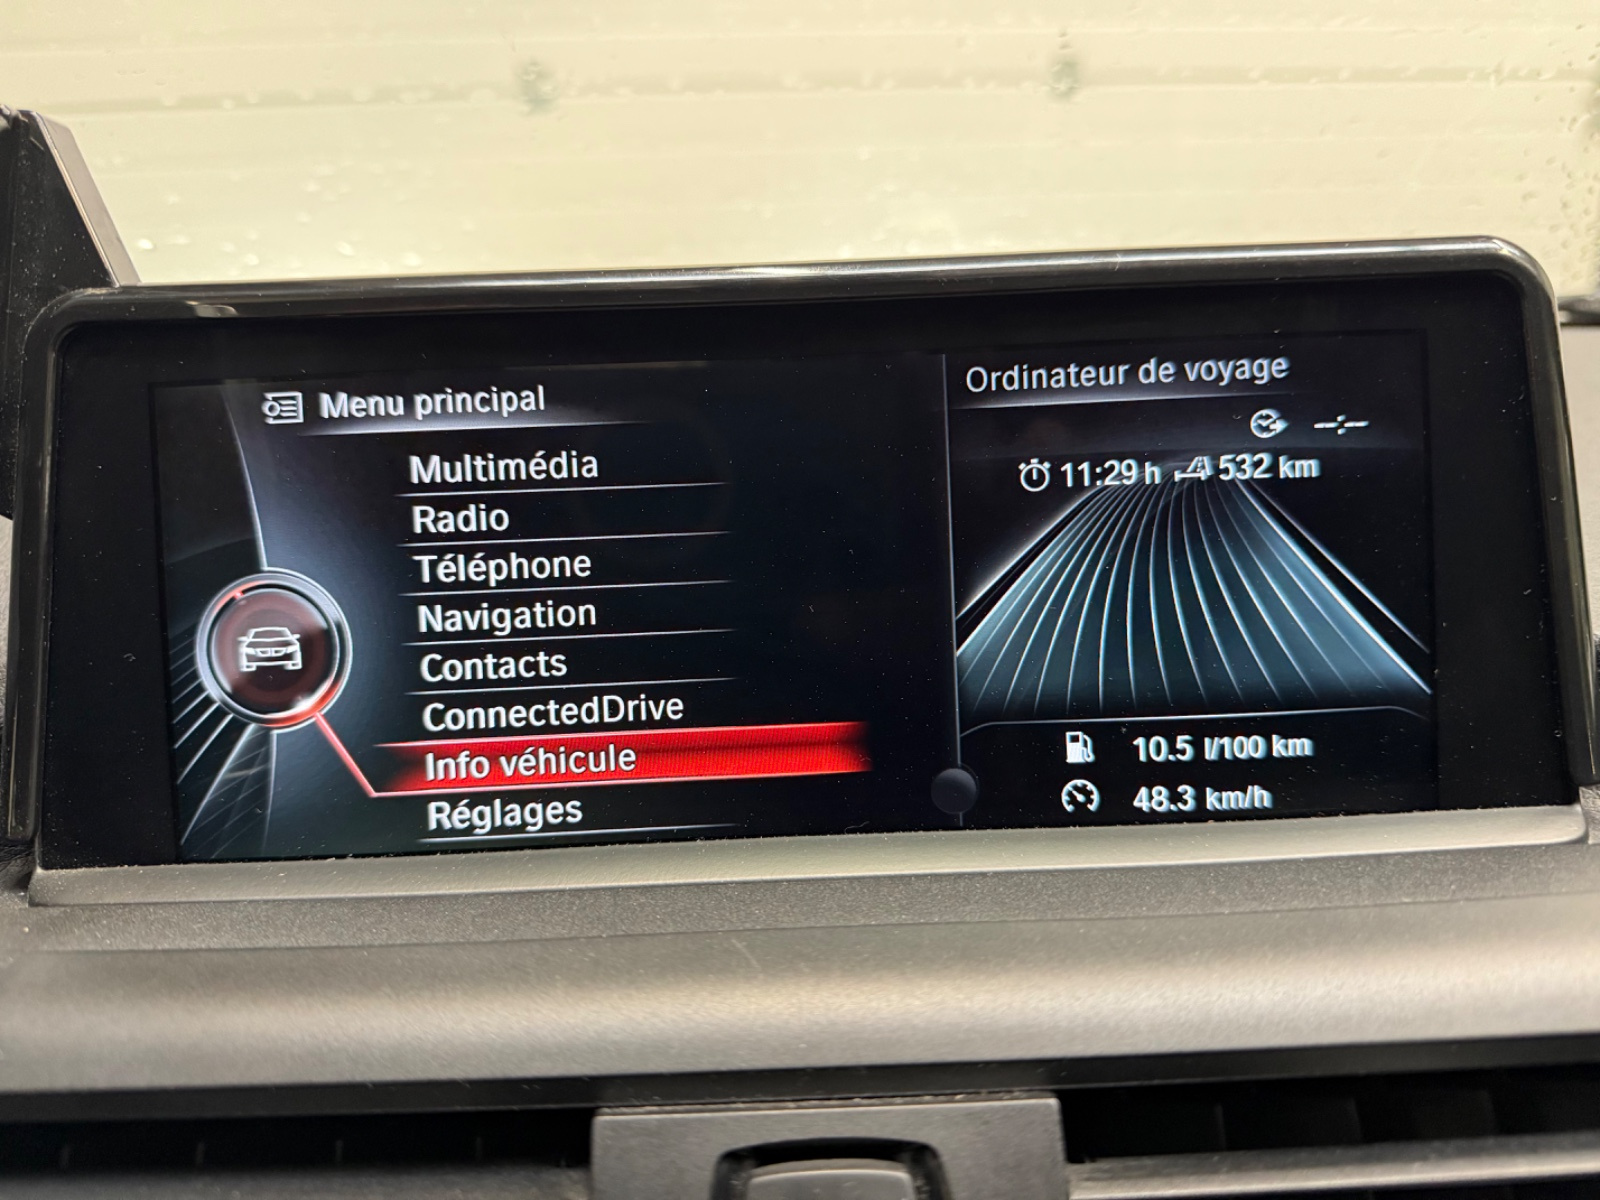 Menu principal
Multimédia
Radio
Téléphone
Navigation
Contacts
ConnectedDrive
Info véhicule
Réglages
Ordinateur de voyage
--:--
11:29 h 532 km
10.5 l/100 km
48.3 km/h